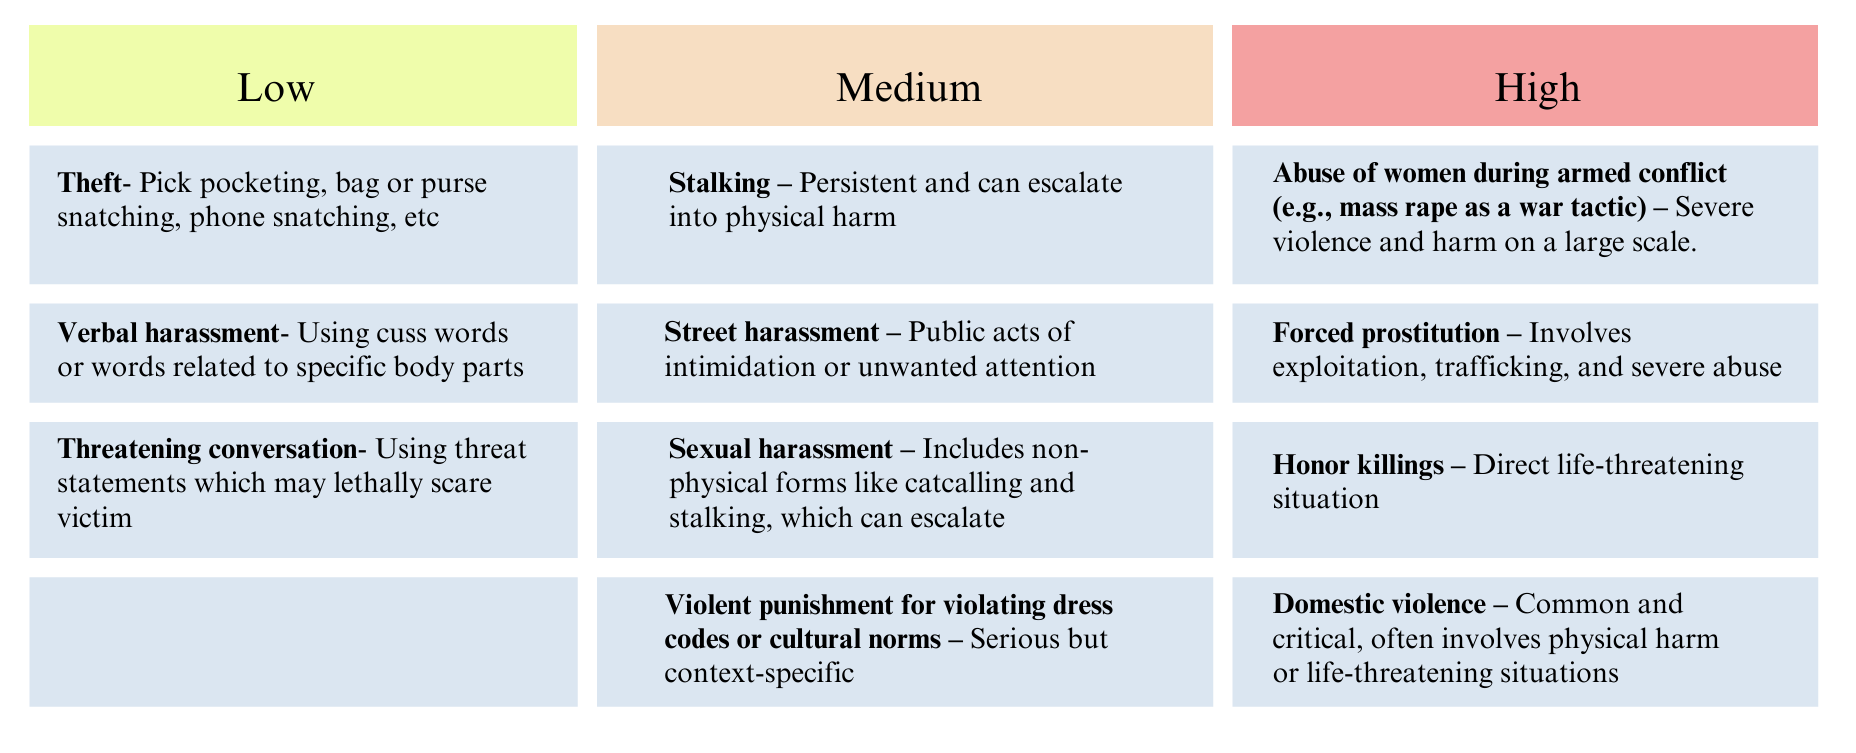 Low
Medium
High
Theft- Pick pocketing, bag or purse
snatching, phone snatching, etc
Stalking – Persistent and can escalate
into physical harm
Abuse of women during armed conflict
(e.g., mass rape as a war tactic) – Severe
violence and harm on a large scale.
Verbal harassment- Using cuss words
or words related to specific body parts
Street harassment – Public acts of
intimidation or unwanted attention
Forced prostitution – Involves
exploitation, trafficking, and severe abuse
Threatening conversation- Using threat
statements which may lethally scare
victim
Sexual harassment – Includes non-
physical forms like catcalling and
stalking, which can escalate
Honor killings – Direct life-threatening
situation
Violent punishment for violating dress
codes or cultural norms – Serious but
context-specific
Domestic violence – Common and
critical, often involves physical harm
or life-threatening situations